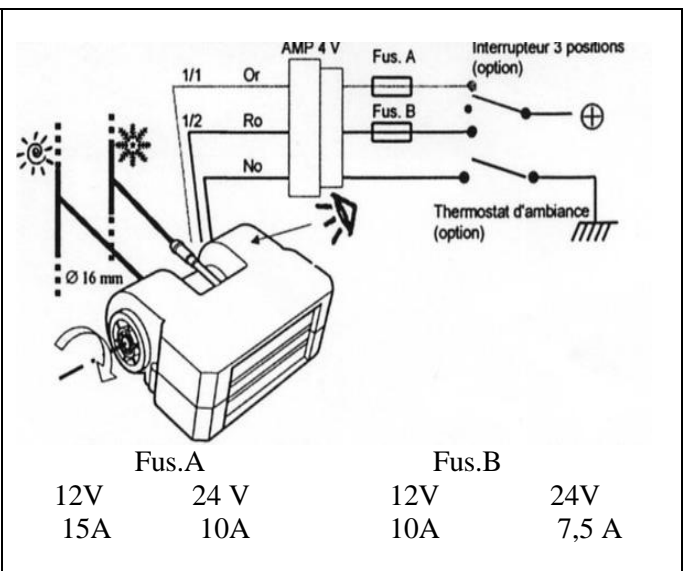 AMP 4 V
Fus. A
Interrupteur 3 positions
(option)
1/1 Or
1/2 Ro
Fus. B
No
Thermostat d'ambiance
(option)
Ø 16 mm
Fus.A Fus.B
12V 24 V 12V 24V
15A 10A 10A 7,5 A